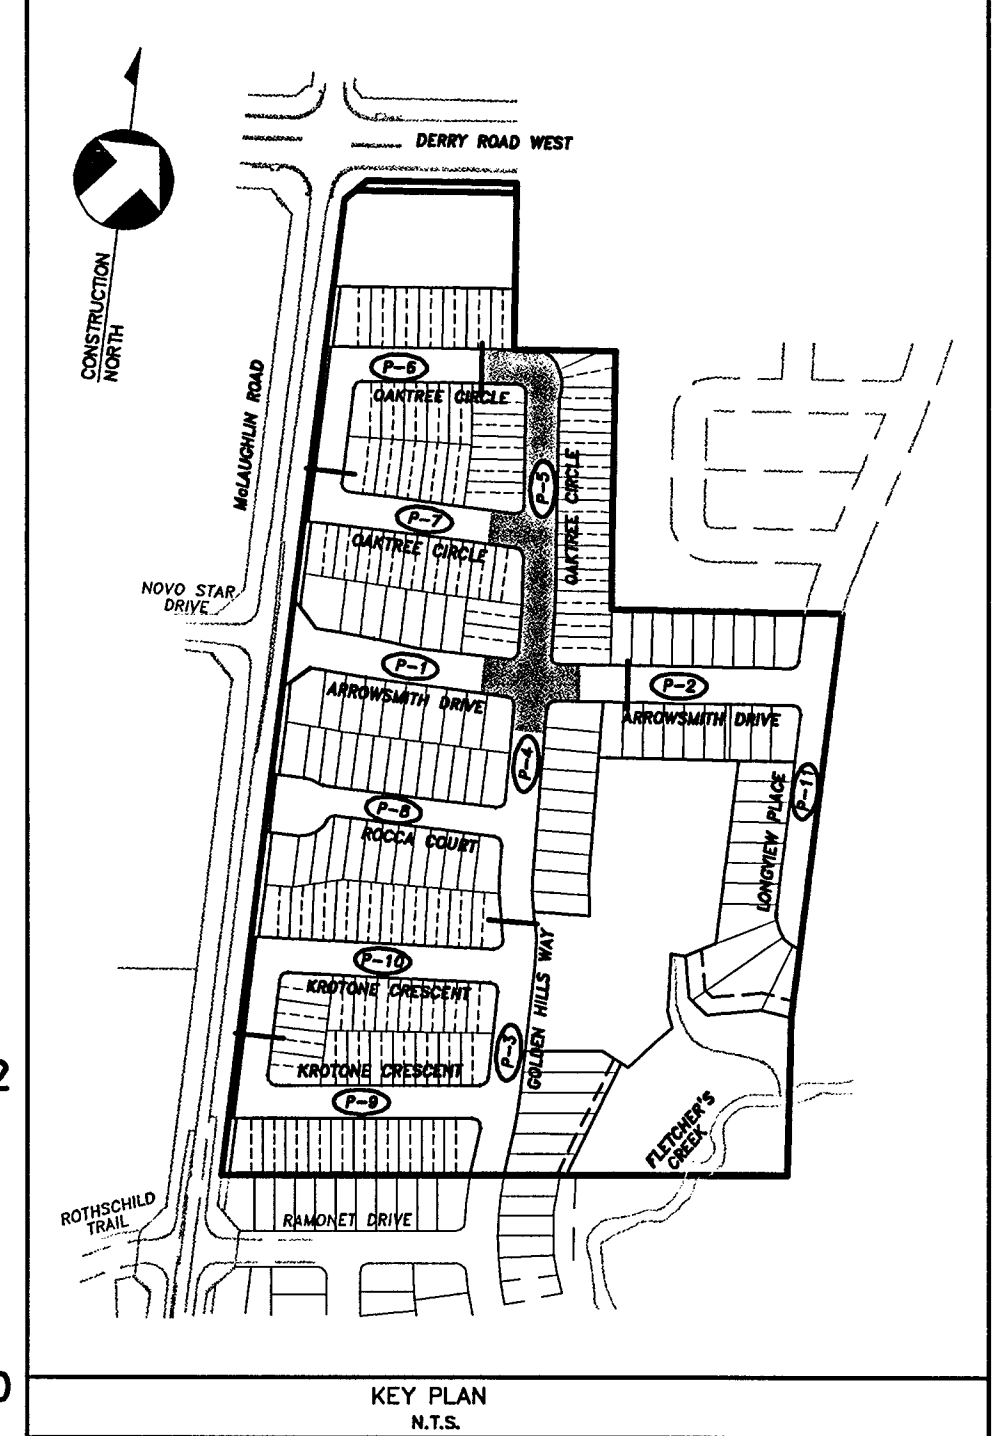 DERRY ROAD WEST
CONSTRUCTION
NORTH
McLAUGHLIN ROAD
P-6
OAKTREE CIRCLE
P-5
OAKTREE CIRCLE
P-7
OAKTREE CIRCLE
NOVO STAR
DRIVE
P-1
ARROWSMITH DRIVE
P-2
ARROWSMITH DRIVE
P-4
P-11
LONGVIEW PLACE
P-8
ROCCA COURT
GOLDEN HILLS WAY
P-10
KROTONE CRESCENT
P-3
KROTONE CRESCENT
P-9
FLETCHER'S
CREEK
ROTHSCHILD
TRAIL
RAMONET DRIVE
2
0
KEY PLAN
N.T.S.